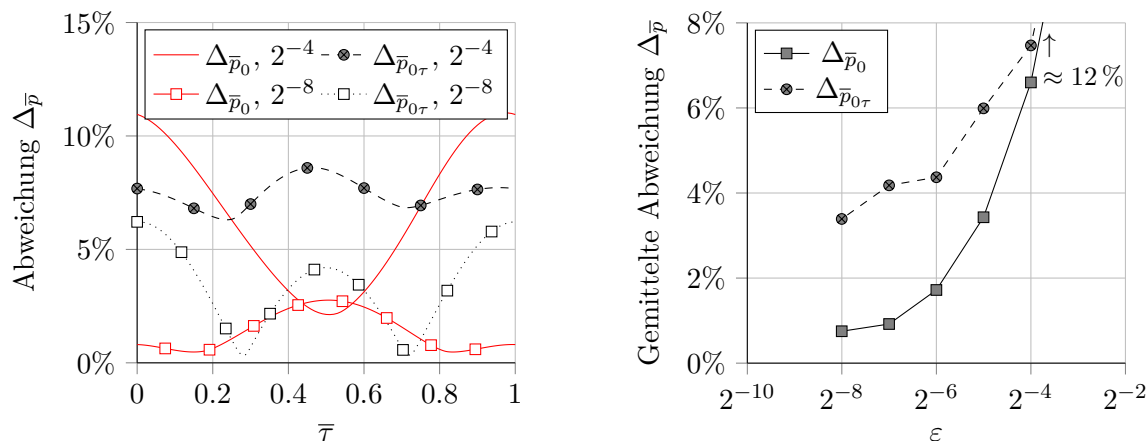 15%
10%
5%
0%
0 0.2 0.4 0.6 0.8 1
Abweichung Δ_p̅
τ̅
Δ_p̅₀, 2⁻⁴ Δ_p̅₀τ, 2⁻⁴
Δ_p̅₀, 2⁻⁸ Δ_p̅₀τ, 2⁻⁸
8%
6%
4%
2%
0%
2⁻¹⁰ 2⁻⁸ 2⁻⁶ 2⁻⁴ 2⁻²
Gemittelte Abweichung Δ_p̅
ε
Δ_p̅₀
Δ_p̅₀τ
↑
≈ 12 %